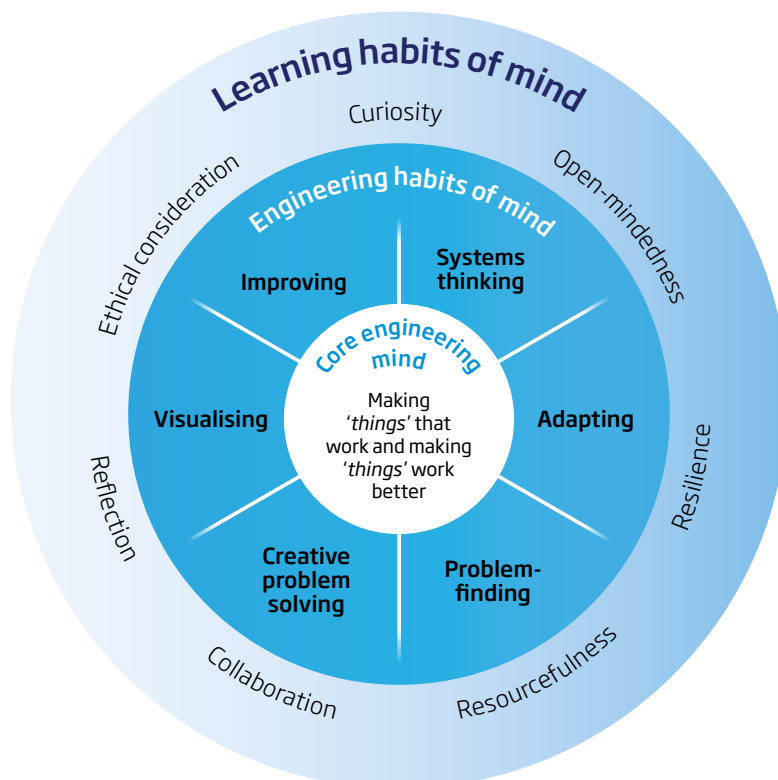 Learning habits of mind
Curiosity
Open-mindedness
Resilience
Resourcefulness
Collaboration
Reflection
Ethical consideration
Engineering habits of mind
Systems
thinking
Adapting
Problem-
finding
Creative
problem
solving
Visualising
Improving
Core engineering
mind
Making
‘things’ that
work and making
‘things’ work
better